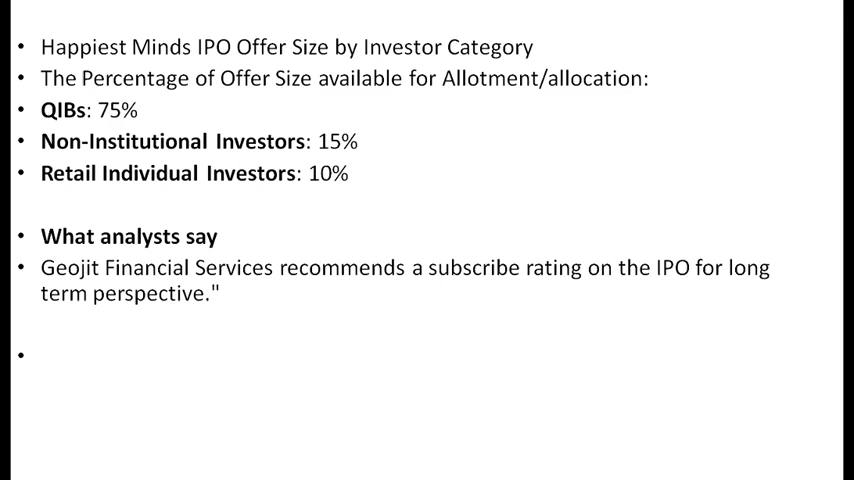 • Happiest Minds IPO Offer Size by Investor Category
• The Percentage of Offer Size available for Allotment/allocation:
• QIBs: 75%
• Non-Institutional Investors: 15%
• Retail Individual Investors: 10%
• What analysts say
• Geojit Financial Services recommends a subscribe rating on the IPO for long
term perspective."
•